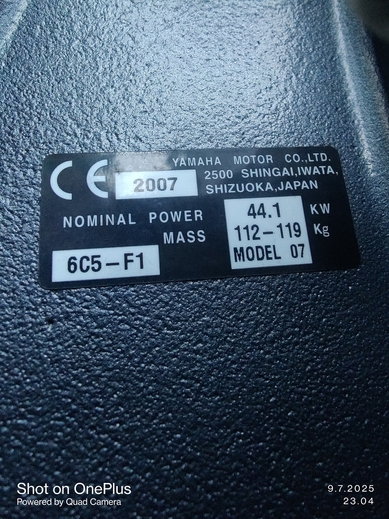 CE 2007 YAMAHA MOTOR CO.,LTD.
2500 SHINGAI,IWATA,
SHIZUOKA,JAPAN
NOMINAL POWER 44.1 KW
MASS 112-119 Kg
6C5-F1 MODEL 07
Shot on OnePlus
Powered by Quad Camera
9.7.2025
23.04